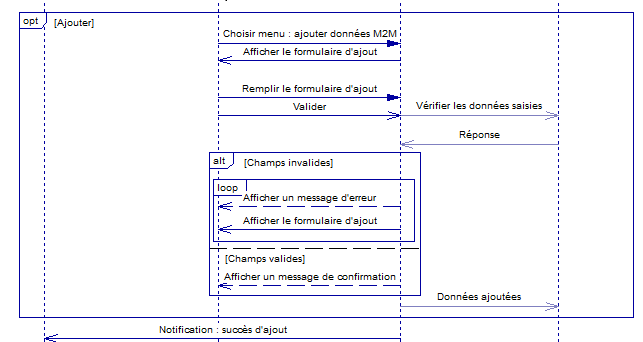 opt
[Ajouter]
Choisir menu : ajouter données M2M
Afficher le formulaire d'ajout
Remplir le formulaire d'ajout
Valider
Vérifier les données saisies
Réponse
alt
[Champs invalides]
loop
Afficher un message d'erreur
Afficher le formulaire d'ajout
[Champs valides]
Afficher un message de confirmation
Données ajoutées
Notification : succès d'ajout